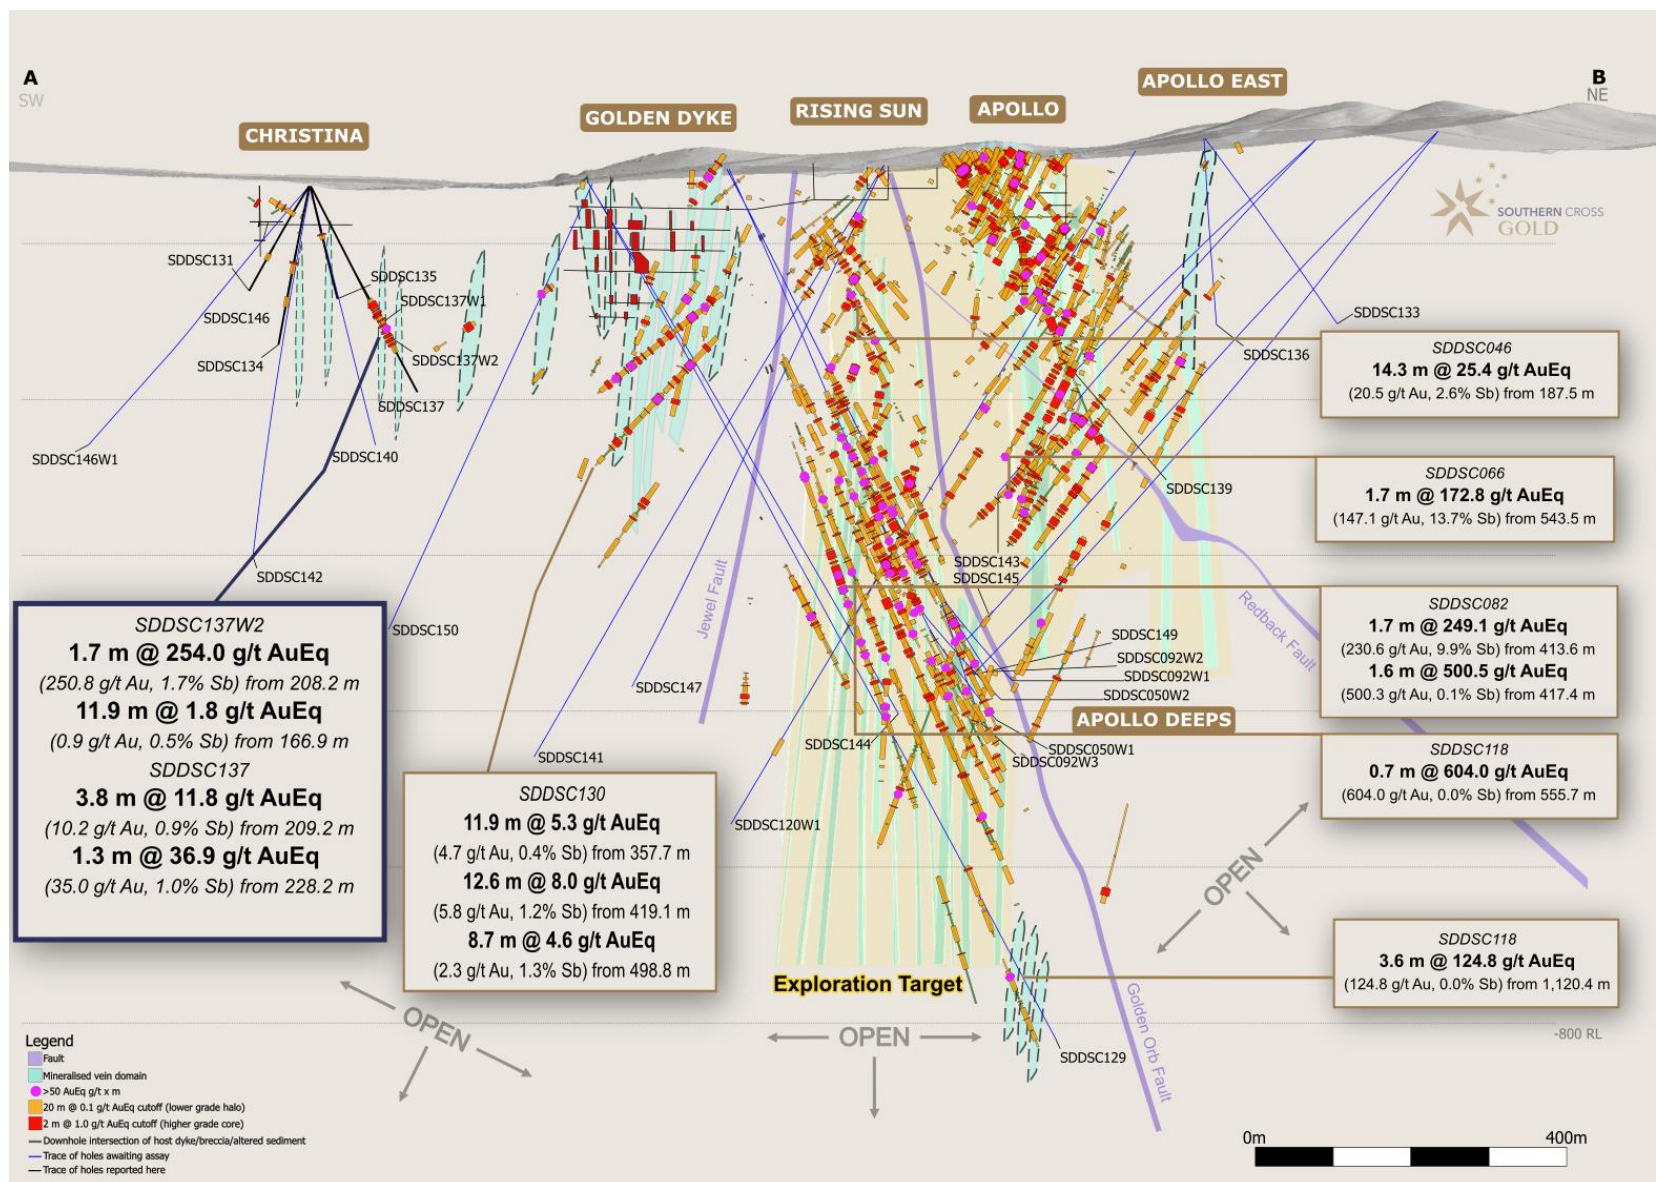 A
SW
B
NE
CHRISTINA
GOLDEN DYKE
RISING SUN
APOLLO
APOLLO EAST
SOUTHERN CROSS
GOLD
SDDSC131
SDDSC135
SDDSC137W1
SDDSC146
SDDSC134
SDDSC137W2
SDDSC137
SDDSC146W1
SDDSC140
SDDSC142
SDDSC150
SDDSC147
SDDSC141
SDDSC120W1
SDDSC133
SDDSC136
SDDSC139
SDDSC143
SDDSC145
SDDSC149
SDDSC092W2
SDDSC092W1
SDDSC050W2
APOLLO DEEPS
SDDSC144
SDDSC050W1
SDDSC092W3
SDDSC129
Jewel Fault
Redback Fault
Golden Orb Fault
SDDSC046
14.3 m @ 25.4 g/t AuEq
(20.5 g/t Au, 2.6% Sb) from 187.5 m
SDDSC066
1.7 m @ 172.8 g/t AuEq
(147.1 g/t Au, 13.7% Sb) from 543.5 m
SDDSC082
1.7 m @ 249.1 g/t AuEq
(230.6 g/t Au, 9.9% Sb) from 413.6 m
1.6 m @ 500.5 g/t AuEq
(500.3 g/t Au, 0.1% Sb) from 417.4 m
SDDSC118
0.7 m @ 604.0 g/t AuEq
(604.0 g/t Au, 0.0% Sb) from 555.7 m
SDDSC118
3.6 m @ 124.8 g/t AuEq
(124.8 g/t Au, 0.0% Sb) from 1,120.4 m
SDDSC137W2
1.7 m @ 254.0 g/t AuEq
(250.8 g/t Au, 1.7% Sb) from 208.2 m
11.9 m @ 1.8 g/t AuEq
(0.9 g/t Au, 0.5% Sb) from 166.9 m
SDDSC137
3.8 m @ 11.8 g/t AuEq
(10.2 g/t Au, 0.9% Sb) from 209.2 m
1.3 m @ 36.9 g/t AuEq
(35.0 g/t Au, 1.0% Sb) from 228.2 m
SDDSC130
11.9 m @ 5.3 g/t AuEq
(4.7 g/t Au, 0.4% Sb) from 357.7 m
12.6 m @ 8.0 g/t AuEq
(5.8 g/t Au, 1.2% Sb) from 419.1 m
8.7 m @ 4.6 g/t AuEq
(2.3 g/t Au, 1.3% Sb) from 498.8 m
Exploration Target
OPEN
OPEN
OPEN
-800 RL
Legend
Fault
Mineralised vein domain
>50 AuEq g/t x m
20 m @ 0.1 g/t AuEq cutoff (lower grade halo)
2 m @ 1.0 g/t AuEq cutoff (higher grade core)
Downhole intersection of host dyke/breccia/altered sediment
Trace of holes awaiting assay
Trace of holes reported here
0m
400m